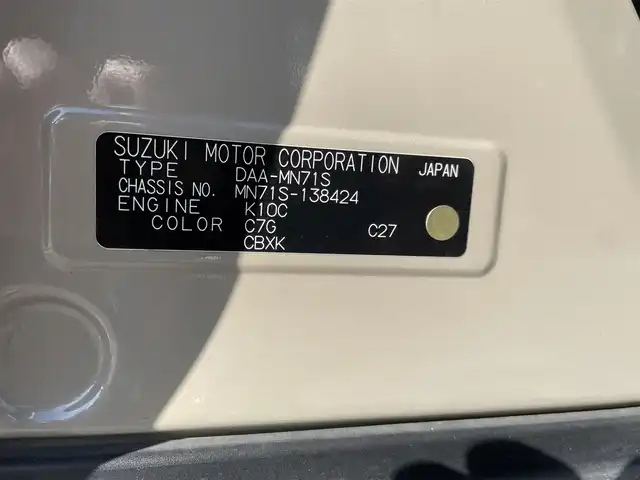 SUZUKI MOTOR CORPORATION JAPAN
TYPE DAA-MN71S
CHASSIS NO. MN71S-138424
ENGINE K10C
COLOR C7G C27
CBXK